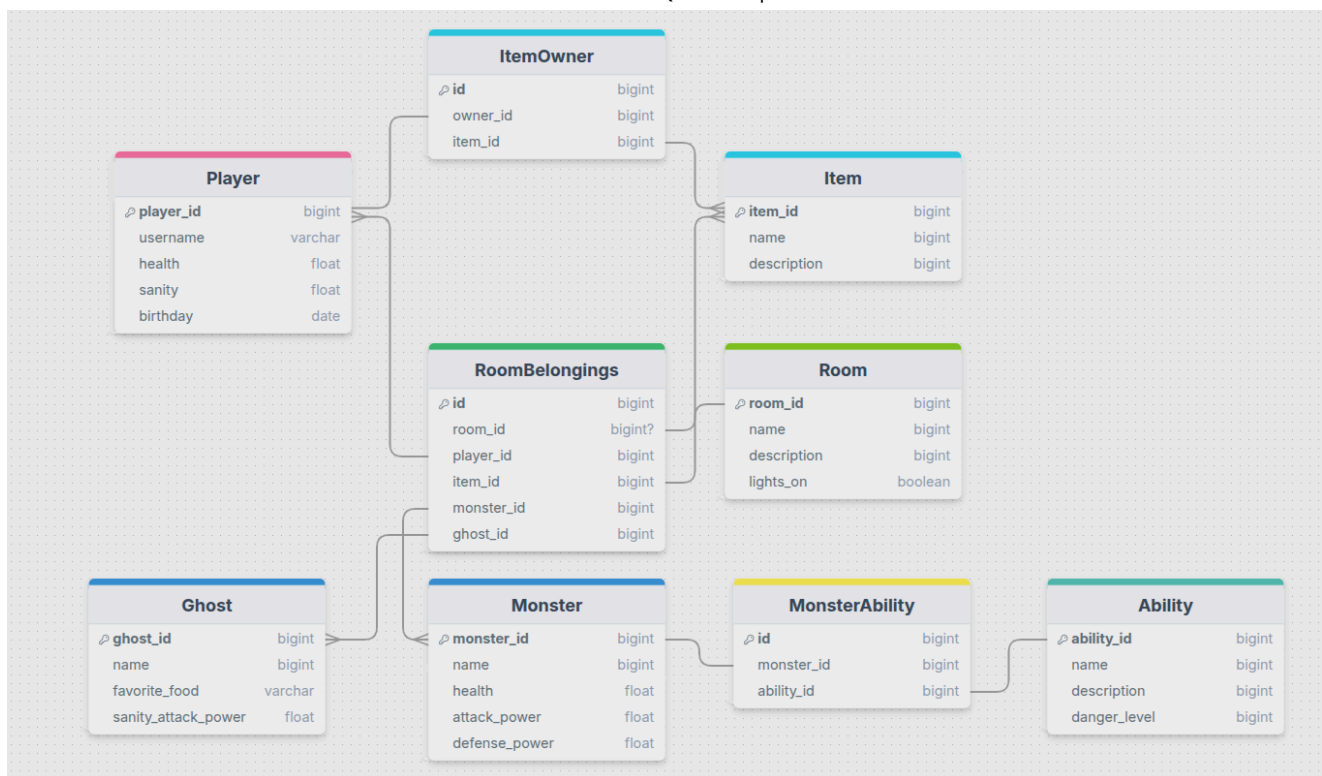 ItemOwner
id bigint
owner_id bigint
item_id bigint
Player
player_id bigint
username varchar
health float
sanity float
birthday date
Item
item_id bigint
name bigint
description bigint
RoomBelongings
id bigint
room_id bigint?
player_id bigint
item_id bigint
monster_id bigint
ghost_id bigint
Room
room_id bigint
name bigint
description bigint
lights_on boolean
Ghost
ghost_id bigint
name bigint
favorite_food varchar
sanity_attack_power float
Monster
monster_id bigint
name bigint
health float
attack_power float
defense_power float
MonsterAbility
id bigint
monster_id bigint
ability_id bigint
Ability
ability_id bigint
name bigint
description bigint
danger_level bigint